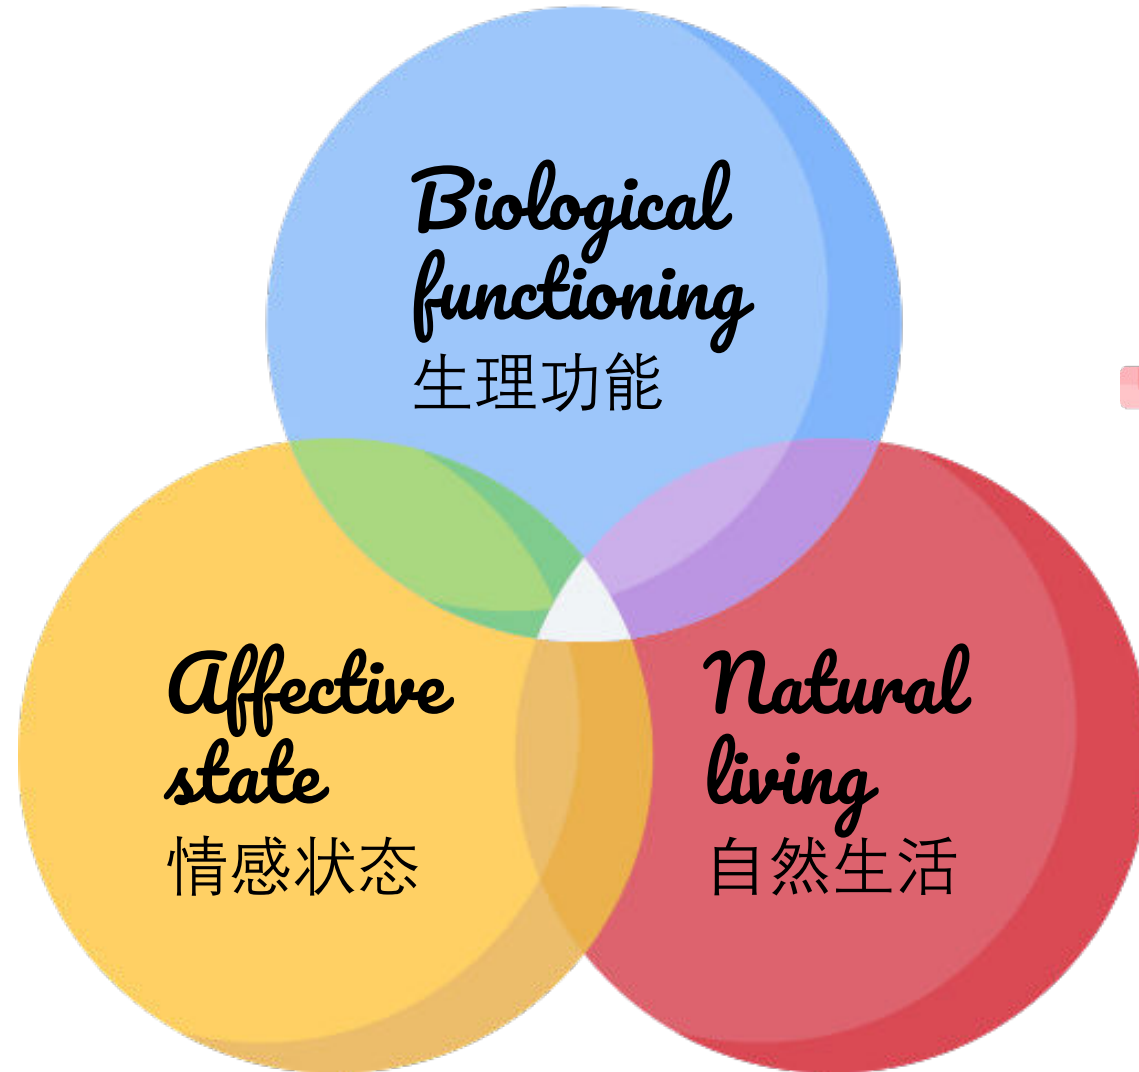 Biological
functioning
生理功能
Affective
state
情感状态
Natural
living
自然生活